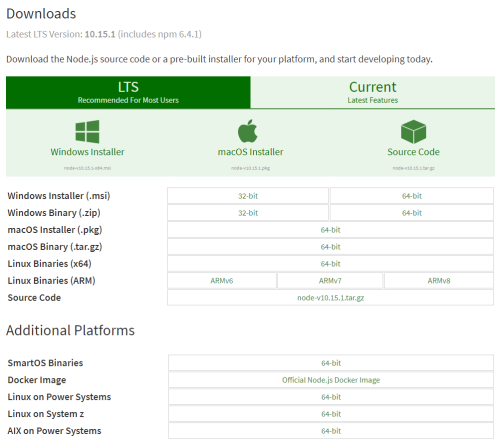 Downloads
Latest LTS Version: 10.15.1 (includes npm 6.4.1)
Download the Node.js source code or a pre-built installer for your platform, and start developing today.
LTS
Recommended For Most Users
Current
Latest Features
Windows Installer
node-v10.15.1-x64.msi
macOS Installer
node-v10.15.1.pkg
Source Code
node-v10.15.1.tar.gz
Windows Installer (.msi) 32-bit 64-bit
Windows Binary (.zip) 32-bit 64-bit
macOS Installer (.pkg) 64-bit
macOS Binary (.tar.gz) 64-bit
Linux Binaries (x64) 64-bit
Linux Binaries (ARM) ARMv6 ARMv7 ARMv8
Source Code node-v10.15.1.tar.gz
Additional Platforms
SmartOS Binaries 64-bit
Docker Image Official Node.js Docker Image
Linux on Power Systems 64-bit
Linux on System z 64-bit
AIX on Power Systems 64-bit